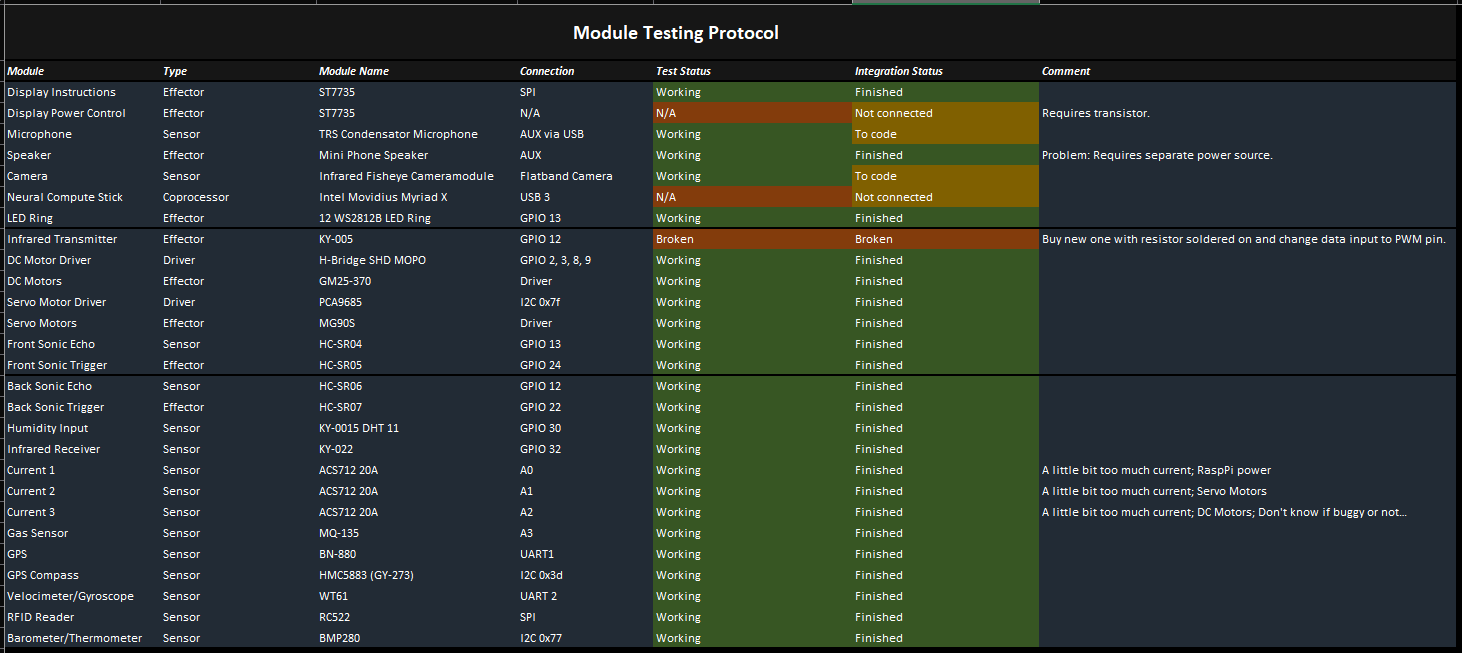 Module Testing Protocol
Module Type Module Name Connection Test Status Integration Status Comment
Display Instructions Effector ST7735 SPI Working Finished
Display Power Control Effector ST7735 N/A N/A Not connected Requires transistor.
Microphone Sensor TRS Condensator Microphone AUX via USB Working To code
Speaker Effector Mini Phone Speaker AUX Working Finished Problem: Requires separate power source.
Camera Sensor Infrared Fisheye Cameramodule Flatband Camera Working To code
Neural Compute Stick Coprocessor Intel Movidius Myriad X USB 3 N/A Not connected
LED Ring Effector 12 WS2812B LED Ring GPIO 13 Working Finished
Infrared Transmitter Effector KY-005 GPIO 12 Broken Broken Buy new one with resistor soldered on and change data input to PWM pin.
DC Motor Driver Driver H-Bridge SHD MOPO GPIO 2, 3, 8, 9 Working Finished
DC Motors Effector GM25-370 Driver Working Finished
Servo Motor Driver Driver PCA9685 I2C 0x7f Working Finished
Servo Motors Effector MG90S Driver Working Finished
Front Sonic Echo Sensor HC-SR04 GPIO 13 Working Finished
Front Sonic Trigger Effector HC-SR05 GPIO 24 Working Finished
Back Sonic Echo Sensor HC-SR06 GPIO 12 Working Finished
Back Sonic Trigger Effector HC-SR07 GPIO 22 Working Finished
Humidity Input Sensor KY-0015 DHT 11 GPIO 30 Working Finished
Infrared Receiver Sensor KY-022 GPIO 32 Working Finished
Current 1 Sensor ACS712 20A A0 Working Finished A little bit too much current; RaspPi power
Current 2 Sensor ACS712 20A A1 Working Finished A little bit too much current; Servo Motors
Current 3 Sensor ACS712 20A A2 Working Finished A little bit too much current; DC Motors; Don't know if buggy or not...
Gas Sensor Sensor MQ-135 A3 Working Finished
GPS Sensor BN-880 UART1 Working Finished
GPS Compass Sensor HMC5883 (GY-273) I2C 0x3d Working Finished
Velocimeter/Gyroscope Sensor WT61 UART 2 Working Finished
RFID Reader Sensor RC522 SPI Working Finished
Barometer/Thermometer Sensor BMP280 I2C 0x77 Working Finished